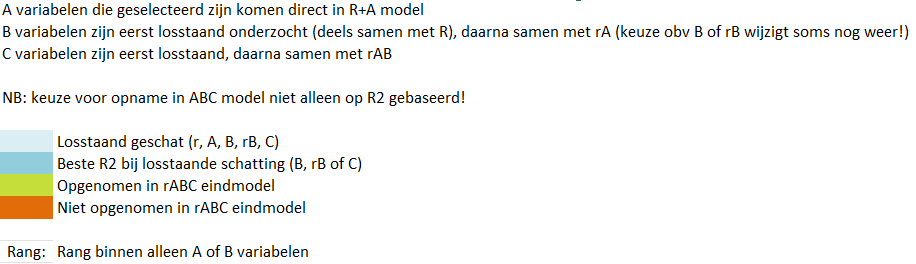 A variabelen die geselecteerd zijn komen direct in R+A model
B variabelen zijn eerst losstaand onderzocht (deels samen met R), daarna samen met rA (keuze obv B of rB wijzigt soms nog weer!)
C variabelen zijn eerst losstaand, daarna samen met rAB
NB: keuze voor opname in ABC model niet alleen op R2 gebaseerd!
Losstaand geschat (r, A, B, rB, C)
Beste R2 bij losstaande schatting (B, rB of C)
Opgenomen in rABC eindmodel
Niet opgenomen in rABC eindmodel
Rang: Rang binnen alleen A of B variabelen